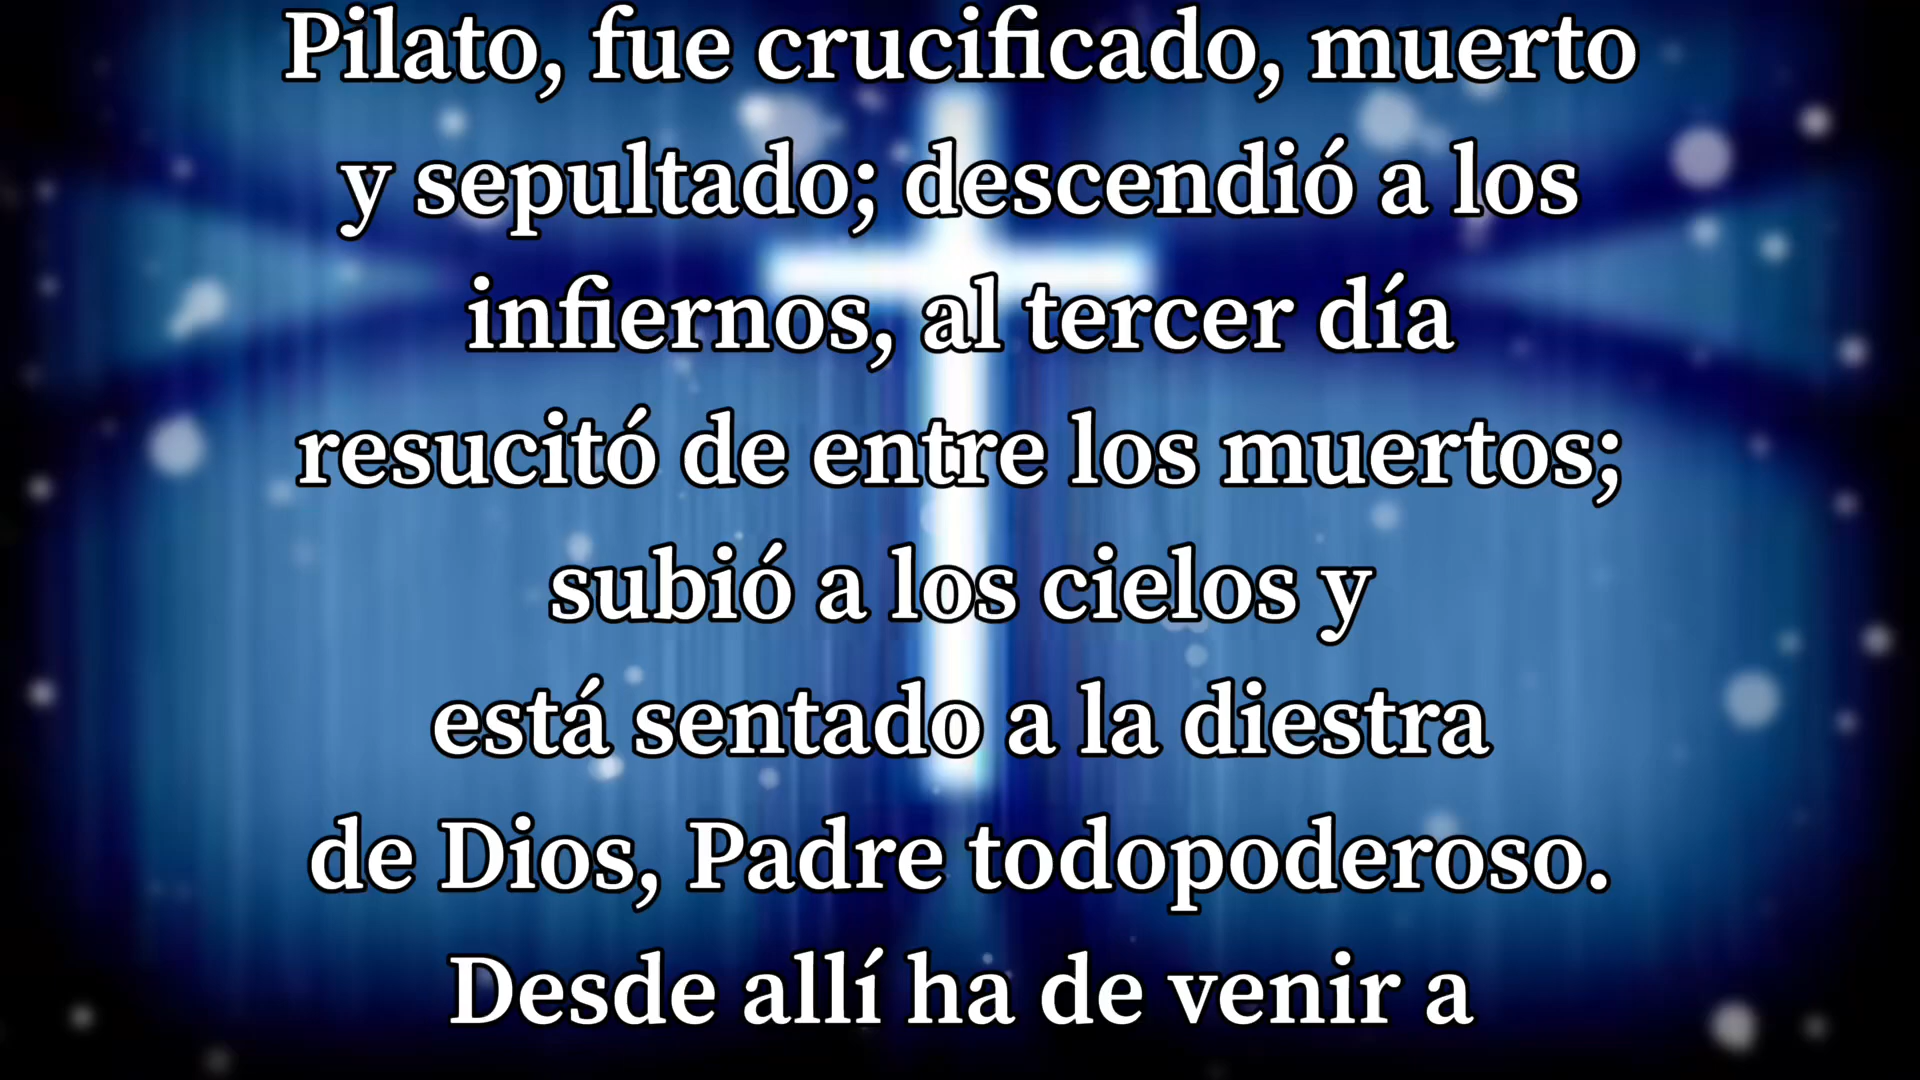 Pilato, fue crucificado, muerto
y sepultado; descendió a los
infiernos, al tercer día
resucitó de entre los muertos;
subió a los cielos y
está sentado a la diestra
de Dios, Padre todopoderoso.
Desde allí ha de venir a